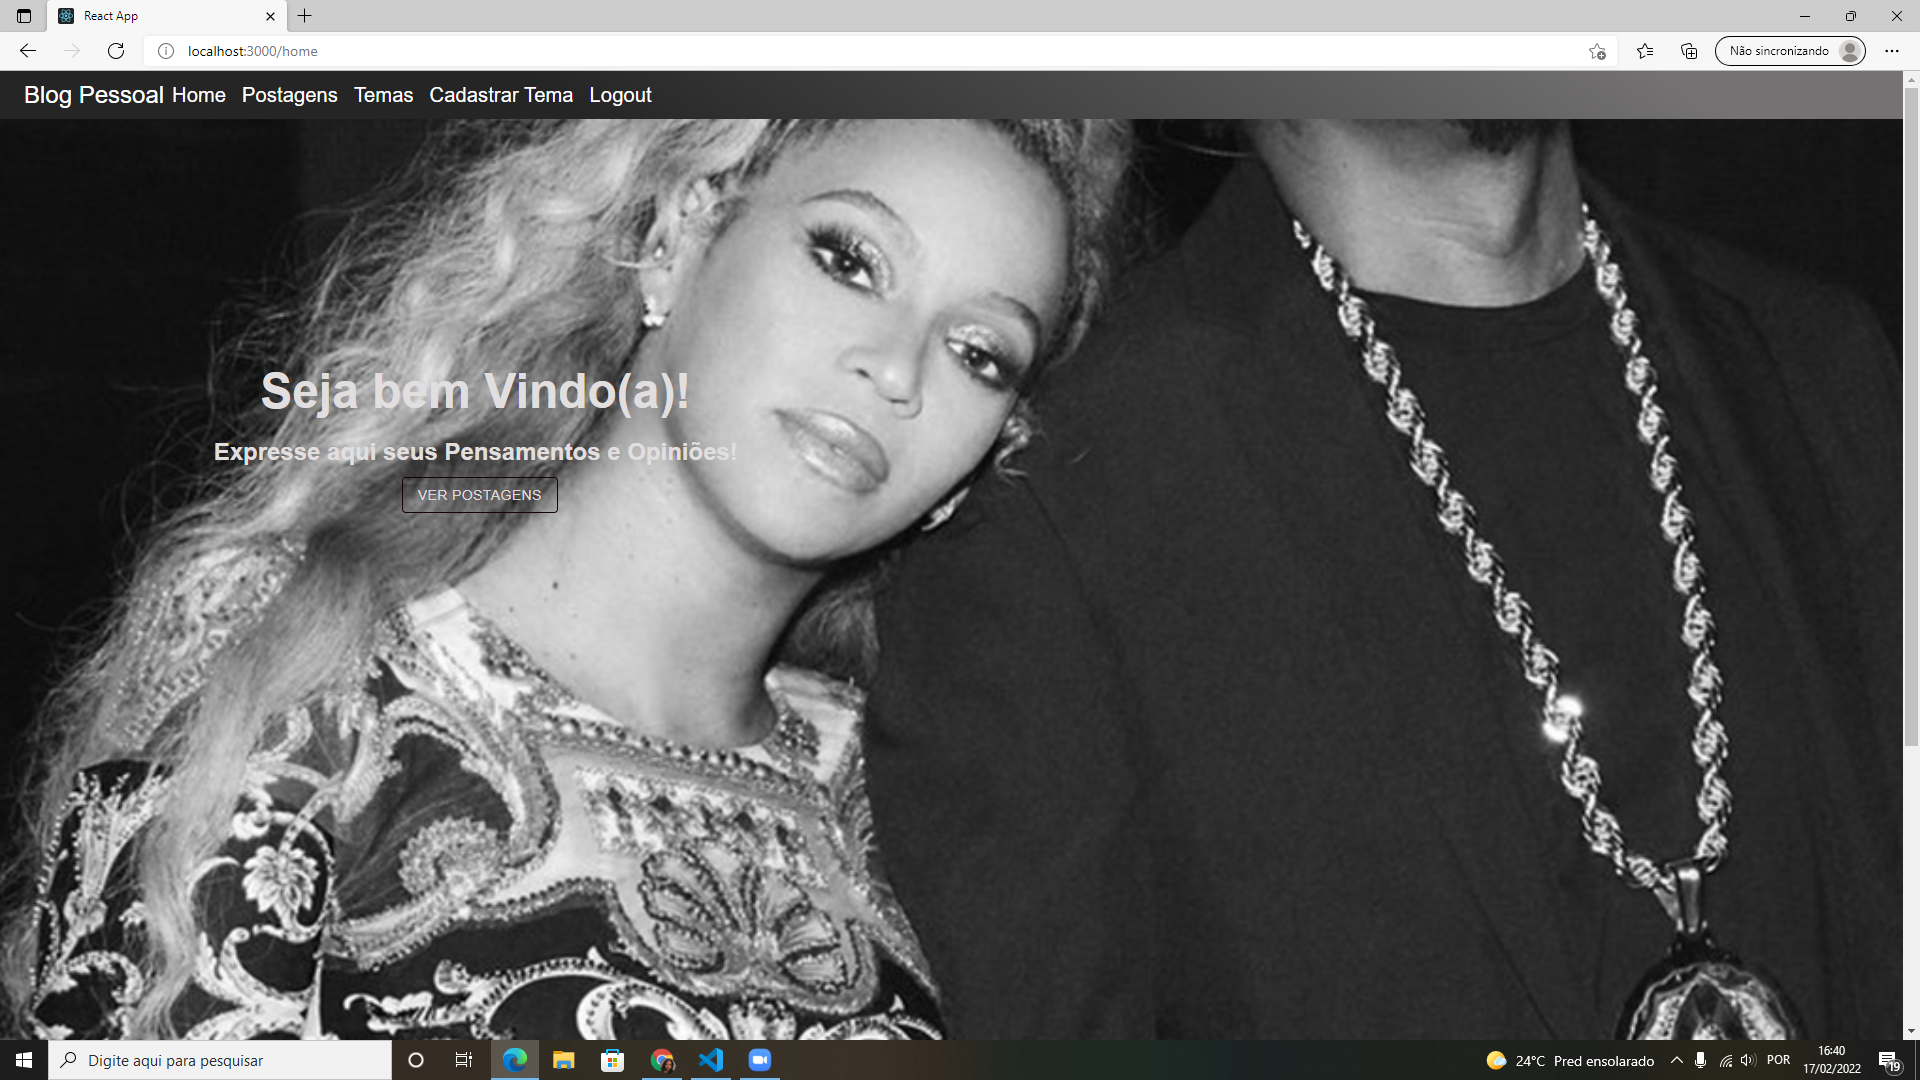 React App
localhost:3000/home
Não sincronizando
Blog Pessoal Home Postagens Temas Cadastrar Tema Logout
Seja bem Vindo(a)!
Expresse aqui seus Pensamentos e Opiniões!
VER POSTAGENS
Digite aqui para pesquisar
24°C Pred ensolarado
POR
16:40
17/02/2022
19